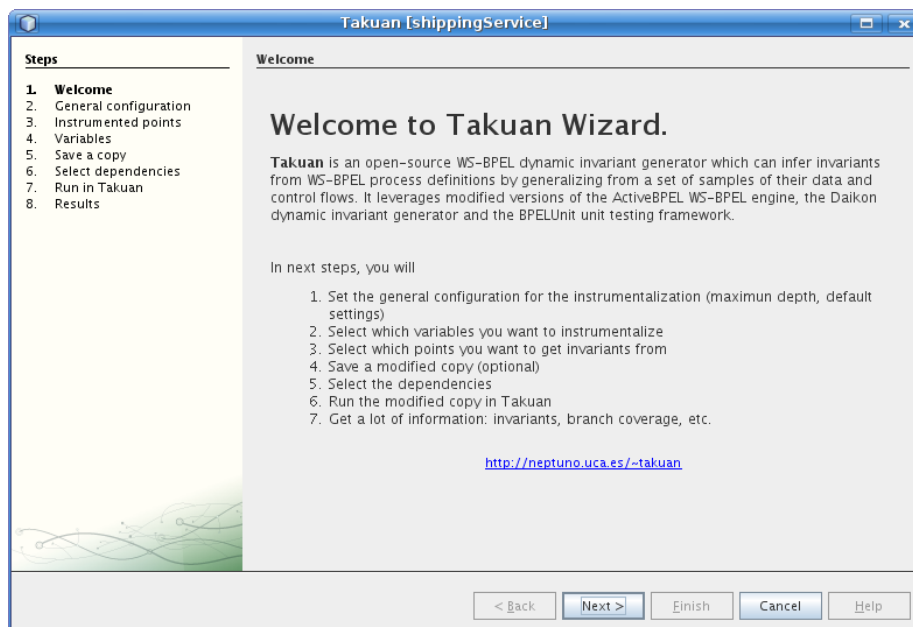 Takuan [shippingService]
Steps
1. Welcome
2. General configuration
3. Instrumented points
4. Variables
5. Save a copy
6. Select dependencies
7. Run in Takuan
8. Results
Welcome
Welcome to Takuan Wizard.
Takuan is an open-source WS-BPEL dynamic invariant generator which can infer invariants
from WS-BPEL process definitions by generalizing from a set of samples of their data and
control flows. It leverages modified versions of the ActiveBPEL WS-BPEL engine, the Daikon
dynamic invariant generator and the BPELUnit unit testing framework.
In next steps, you will
1. Set the general configuration for the instrumentalization (maximun depth, default
settings)
2. Select which variables you want to instrumentalize
3. Select which points you want to get invariants from
4. Save a modified copy (optional)
5. Select the dependencies
6. Run the modified copy in Takuan
7. Get a lot of information: invariants, branch coverage, etc.
http://neptuno.uca.es/~takuan
< Back
Next >
Finish
Cancel
Help